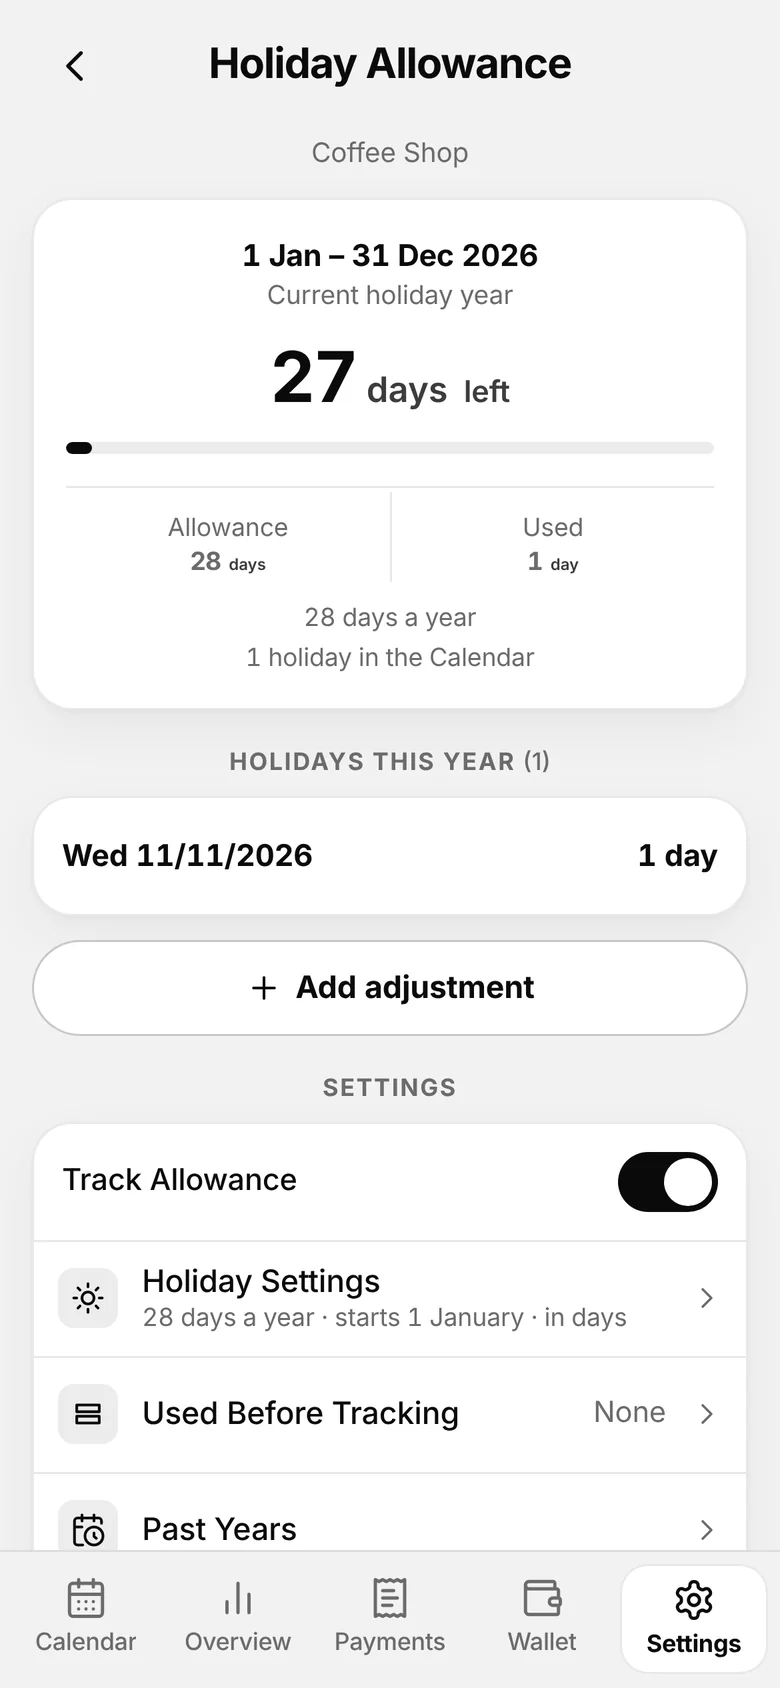 Holiday Allowance
Coffee Shop
1 Jan – 31 Dec 2026
Current holiday year
27 days left
Allowance
28 days
Used
1 day
28 days a year
1 holiday in the Calendar
HOLIDAYS THIS YEAR (1)
Wed 11/11/2026 1 day
+ Add adjustment
SETTINGS
Track Allowance
Holiday Settings
28 days a year · starts 1 January · in days
Used Before Tracking None
Past Years
Calendar Overview Payments Wallet Settings